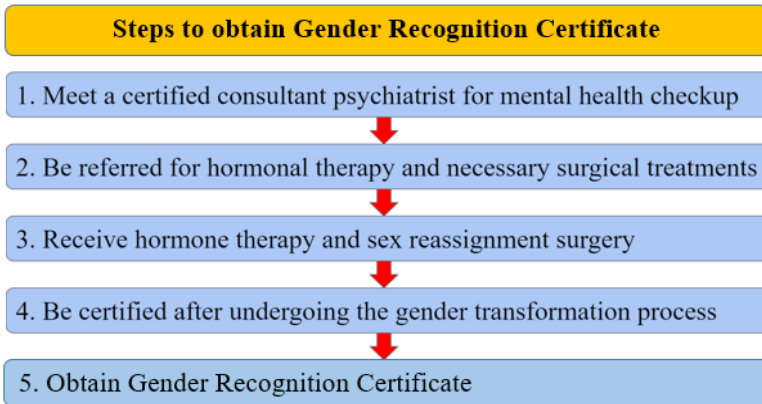 Steps to obtain Gender Recognition Certificate
1. Meet a certified consultant psychiatrist for mental health checkup
2. Be referred for hormonal therapy and necessary surgical treatments
3. Receive hormone therapy and sex reassignment surgery
4. Be certified after undergoing the gender transformation process
5. Obtain Gender Recognition Certificate